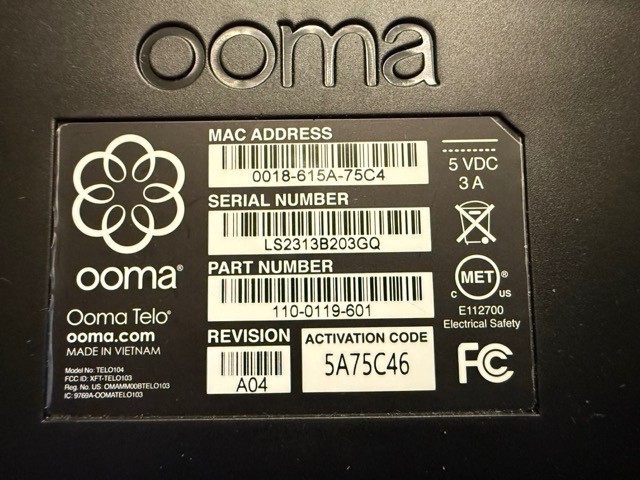 ooma
MAC ADDRESS
0018-615A-75C4
SERIAL NUMBER
LS2313B203GQ
PART NUMBER
110-0119-601
REVISION
A04
ACTIVATION CODE
5A75C46
ooma®
Ooma Telo®
ooma.com
MADE IN VIETNAM
Model No: TELO104
FCC ID: XFT-TELO103
Reg. No. US: OMAMM00BTELO103
IC: 9769A-OOMATELO103
5 VDC
3 A
MET®
C US
E112700
Electrical Safety
FC